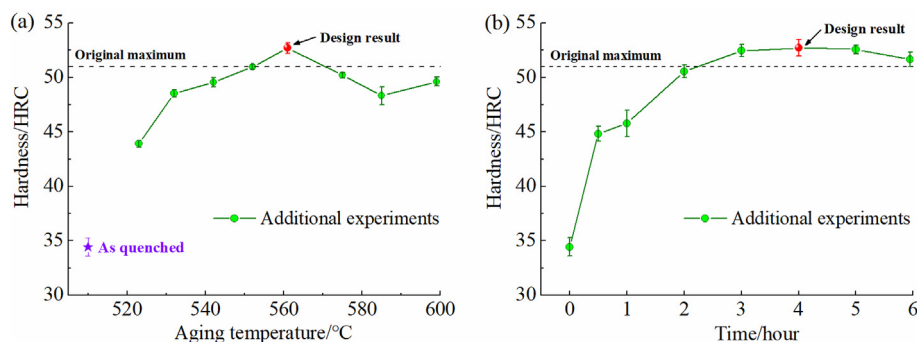 (a)
55
50
45
40
35
30
Hardness/HRC
Original maximum
Design result
Additional experiments
As quenched
520 540 560 580 600
Aging temperature/°C
(b)
55
50
45
40
35
30
Hardness/HRC
Original maximum
Design result
Additional experiments
0 1 2 3 4 5 6
Time/hour